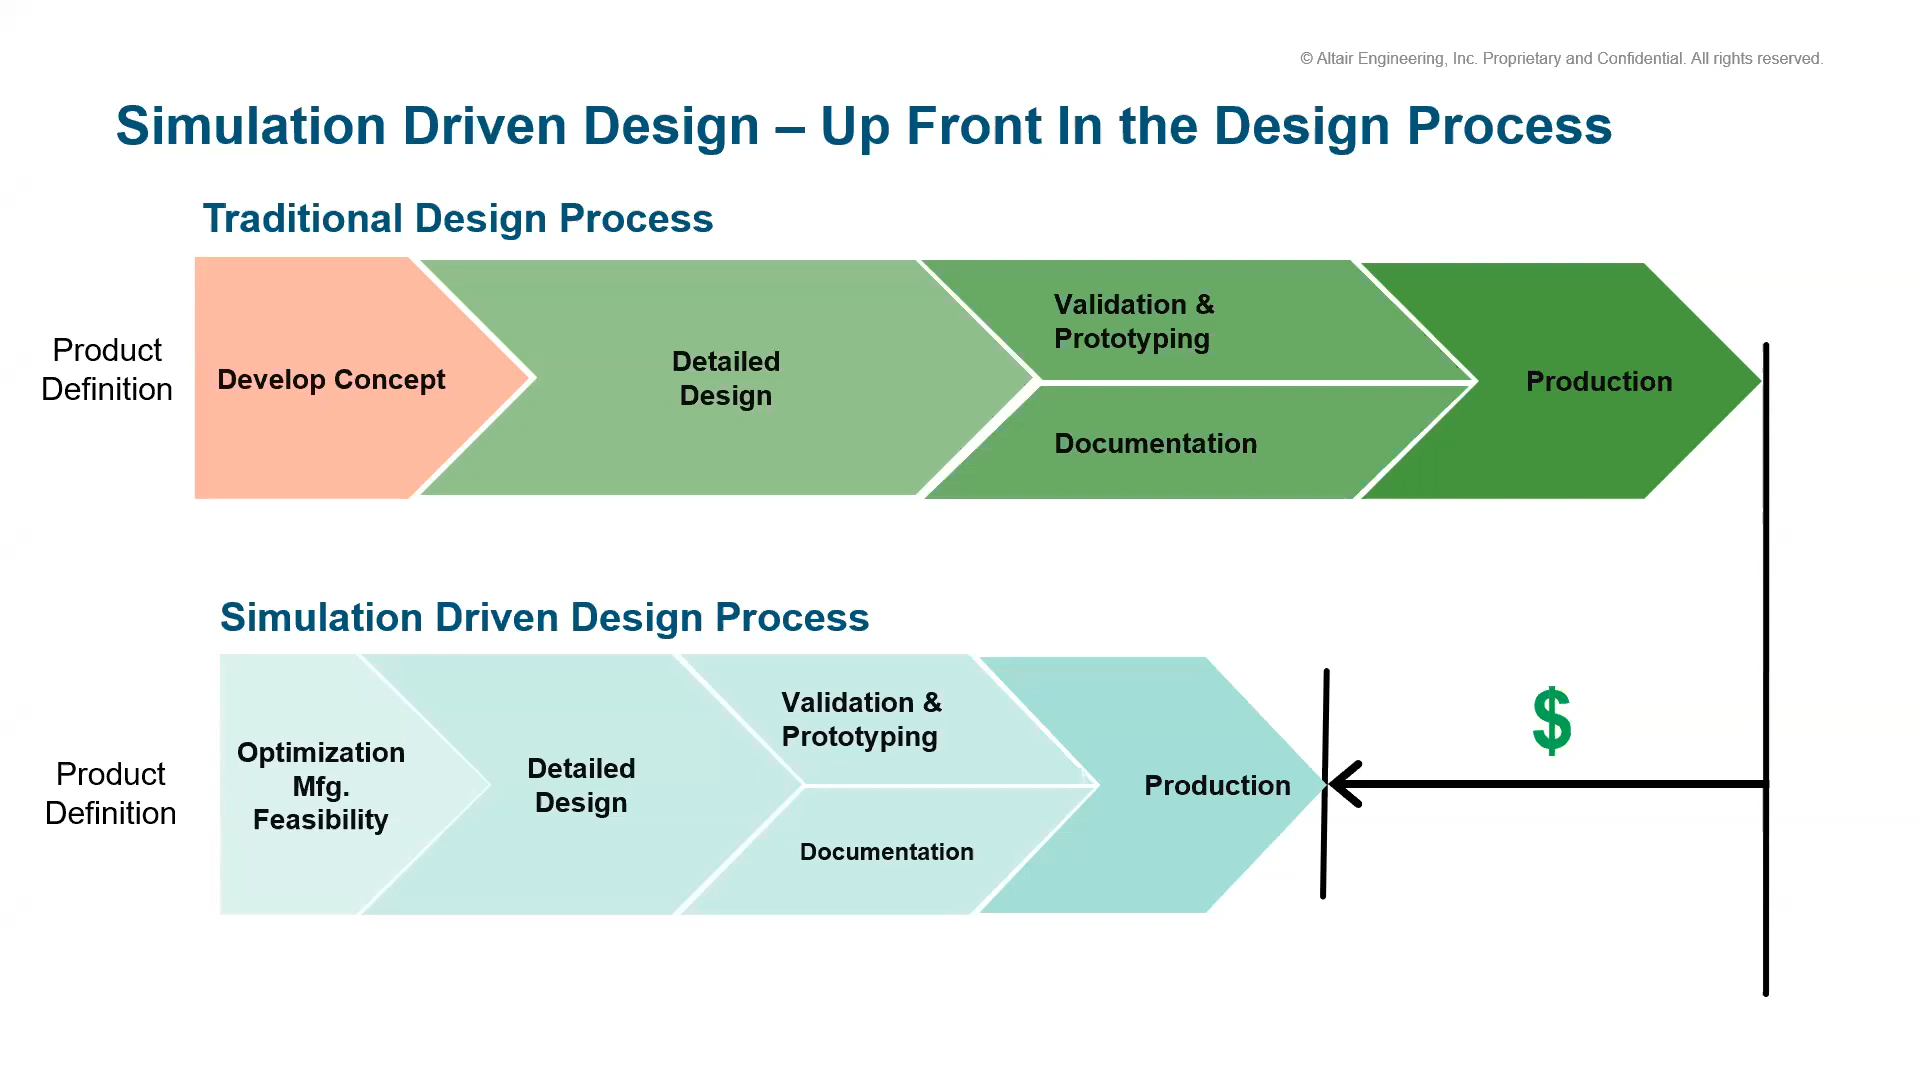 © Altair Engineering, Inc. Proprietary and Confidential. All rights reserved.
Simulation Driven Design – Up Front In the Design Process
Traditional Design Process
Product
Definition
Develop Concept
Detailed
Design
Validation &
Prototyping
Documentation
Production
Simulation Driven Design Process
Product
Definition
Optimization
Mfg.
Feasibility
Detailed
Design
Validation &
Prototyping
Documentation
Production
$